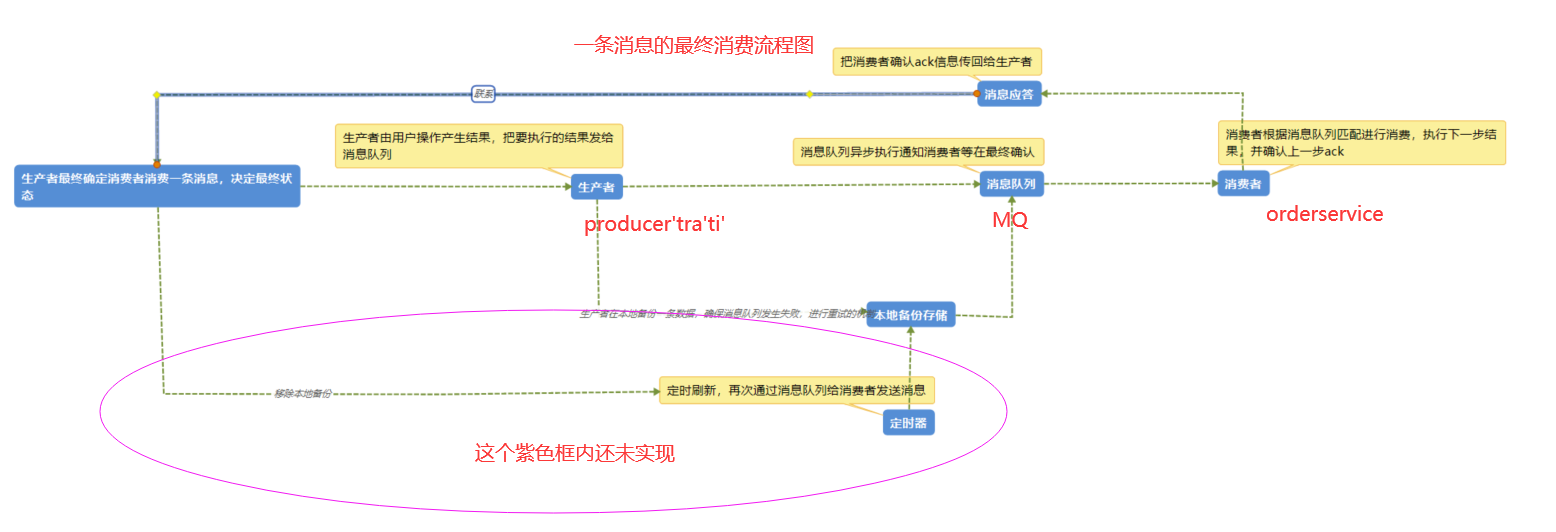 一条消息的最终消费流程图
把消费者确认ack信息传回给生产者
联系
消息应答
生产者由用户操作产生结果，把要执行的结果发给
消息队列
消息队列异步执行通知消费者等在最终确认
消费者根据消息队列匹配进行消费，执行下一步结
果，并确认上一步ack
生产者最终确定消费者消费一条消息，决定最终状
态
生产者
消息队列
消费者
producer'tra'ti'
MQ
orderservice
生产者在本地备份一条数据，确保消息队列发生失败，进行重试的
本地备份存储
定时刷新，再次通过消息队列给消费者发送消息
移除本地备份
定时器
这个紫色框内还未实现